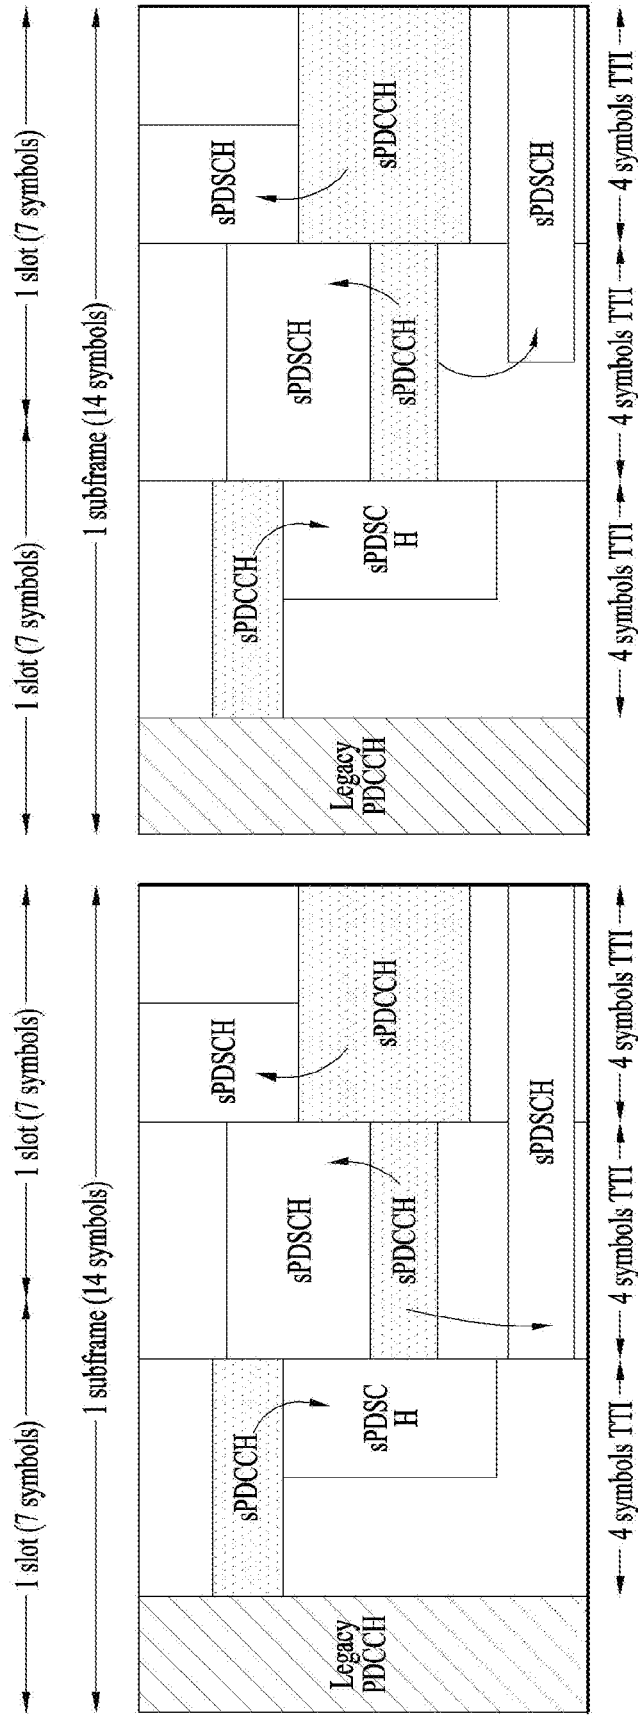 1 slot (7 symbols)
1 slot (7 symbols)
1 subframe (14 symbols)
Legacy
PDCCH
sPDCCH
sPDSC
H
sPDSCH
sPDCCH
sPDSCH
sPDCCH
sPDSCH
4 symbols TTI
4 symbols TTI
4 symbols TTI
1 slot (7 symbols)
1 slot (7 symbols)
1 subframe (14 symbols)
Legacy
PDCCH
sPDCCH
sPDSC
H
sPDSCH
sPDCCH
sPDSCH
sPDCCH
sPDSCH
4 symbols TTI
4 symbols TTI
4 symbols TTI